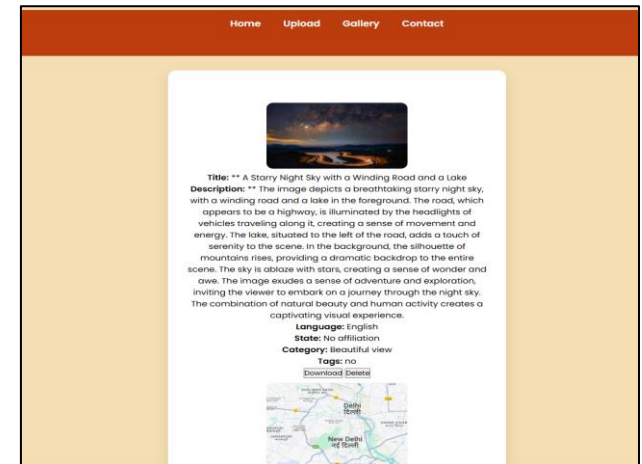 Home Upload Gallery Contact
Title: ** A Starry Night Sky with a Winding Road and a Lake
Description: ** The image depicts a breathtaking starry night sky,
with a winding road and a lake in the foreground. The road, which
appears to be a highway, is illuminated by the headlights of
vehicles traveling along it, creating a sense of movement and
energy. The lake, situated to the left of the road, adds a touch of
serenity to the scene. In the background, the silhouette of
mountains rises, providing a dramatic backdrop to the entire
scene. The sky is ablaze with stars, creating a sense of wonder and
awe. The image exudes a sense of adventure and exploration,
inviting the viewer to embark on a journey through the night sky.
The combination of natural beauty and human activity creates a
captivating visual experience.
Language: English
State: No affiliation
Category: Beautiful view
Tags: no
Download Delete
Delhi
दिल्ली
New Delhi
नई दिल्ली